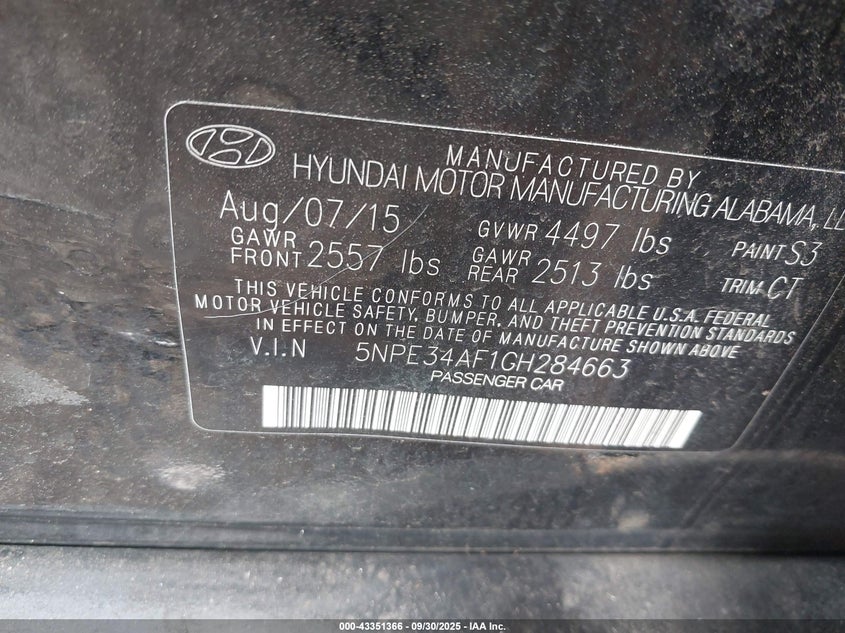 MANUFACTURED BY
HYUNDAI MOTOR MANUFACTURING ALABAMA, LL
Aug/07/15 GVWR 4497 lbs PAINT S3
GAWR FRONT 2557 lbs GAWR REAR 2513 lbs TRIM CT
THIS VEHICLE CONFORMS TO ALL APPLICABLE U.S.A. FEDERAL
MOTOR VEHICLE SAFETY, BUMPER, AND THEFT PREVENTION STANDARDS
IN EFFECT ON THE DATE OF MANUFACTURE SHOWN ABOVE
V.I.N 5NPE34AF1GH284663
PASSENGER CAR
000-43351366 - 09/30/2025 - IAA Inc.